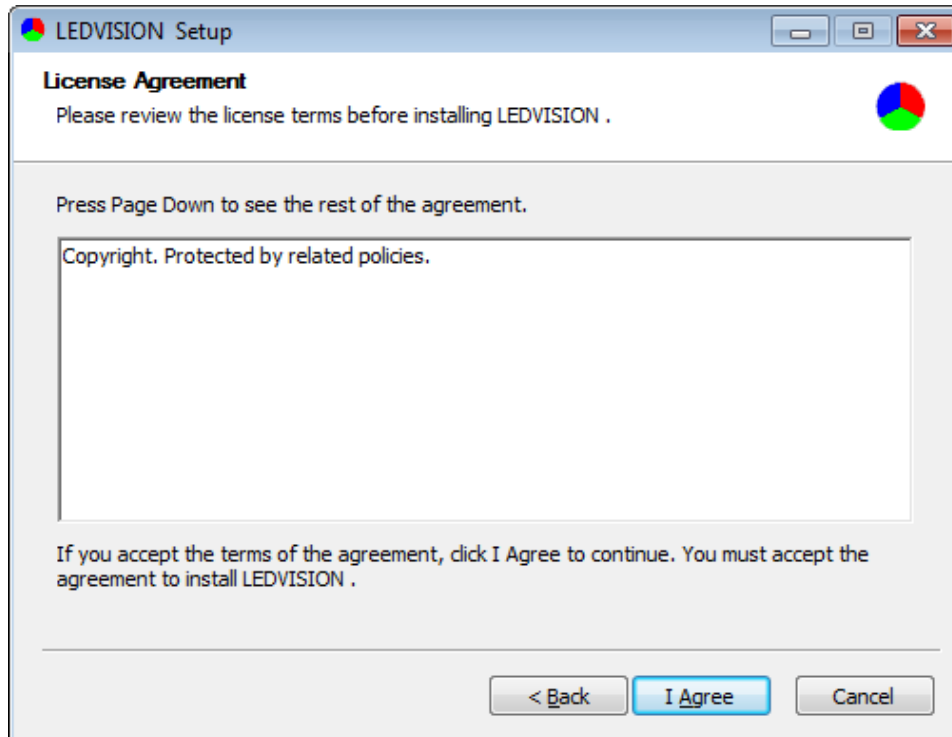 LEDVISION Setup
License Agreement
Please review the license terms before installing LEDVISION .
Press Page Down to see the rest of the agreement.
Copyright. Protected by related policies.
If you accept the terms of the agreement, click I Agree to continue. You must accept the
agreement to install LEDVISION .
< Back
I Agree
Cancel